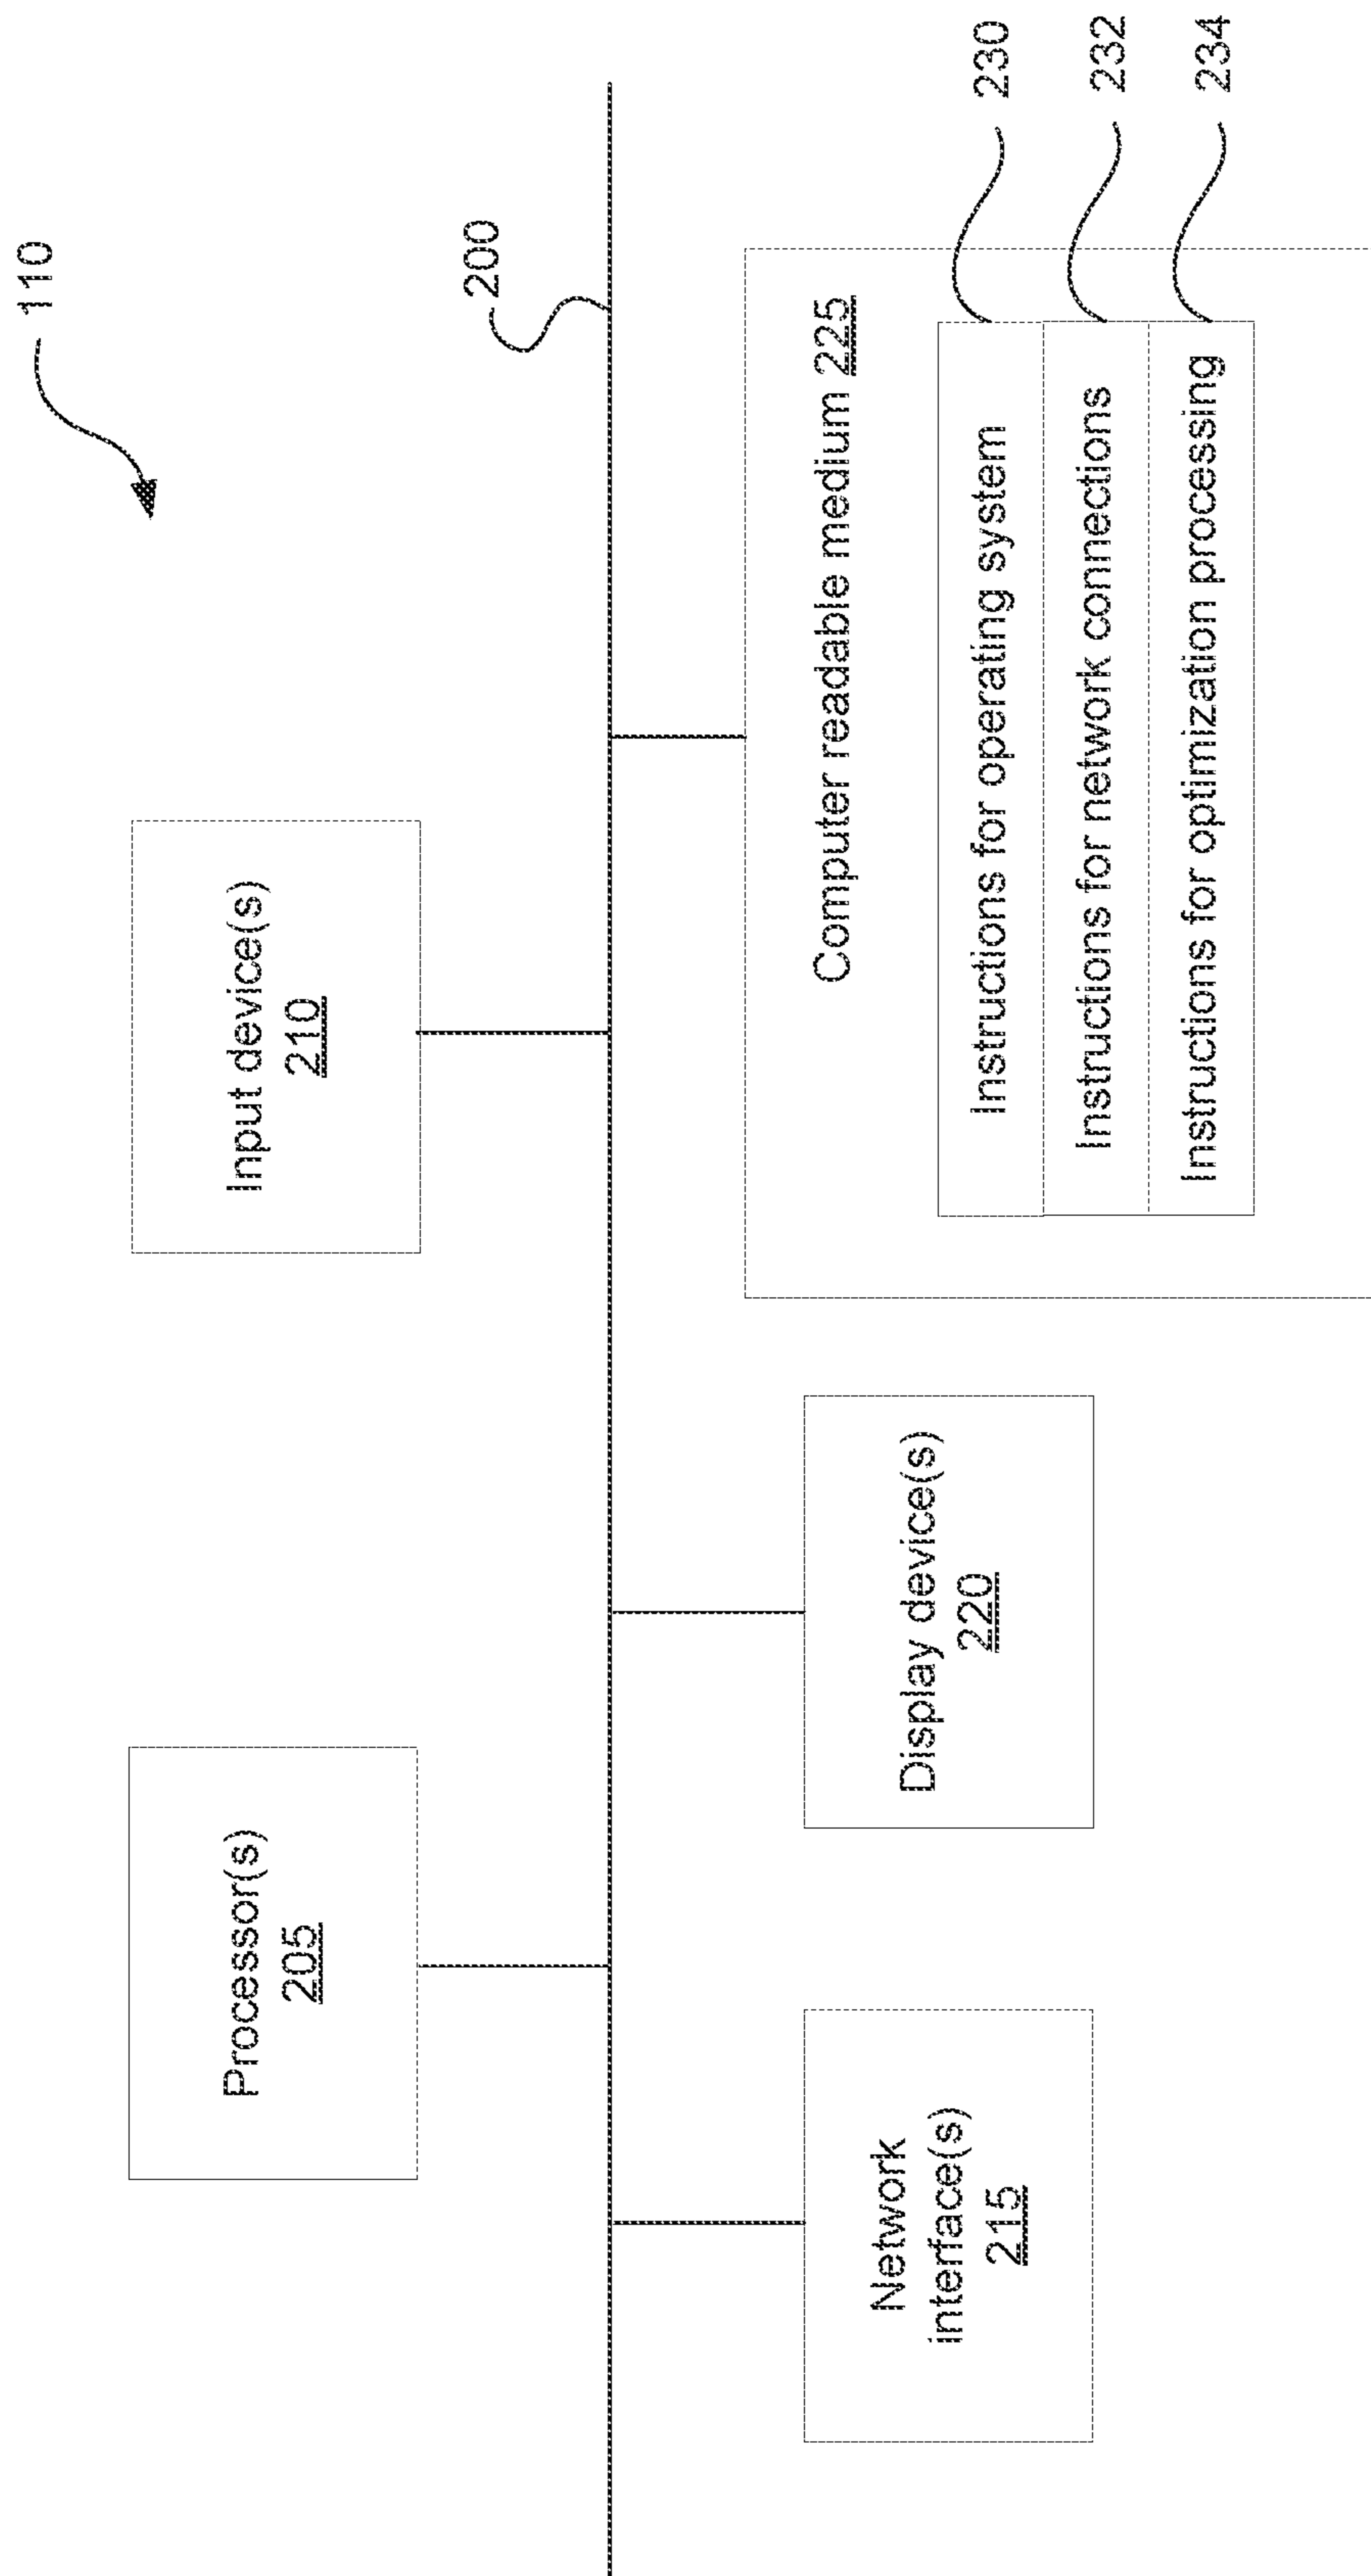 110
Processor(s)
205
Input device(s)
210
200
Network
interface(s)
215
Display device(s)
220
Computer readable medium 225
Instructions for operating system
230
Instructions for network connections
232
Instructions for optimization processing
234